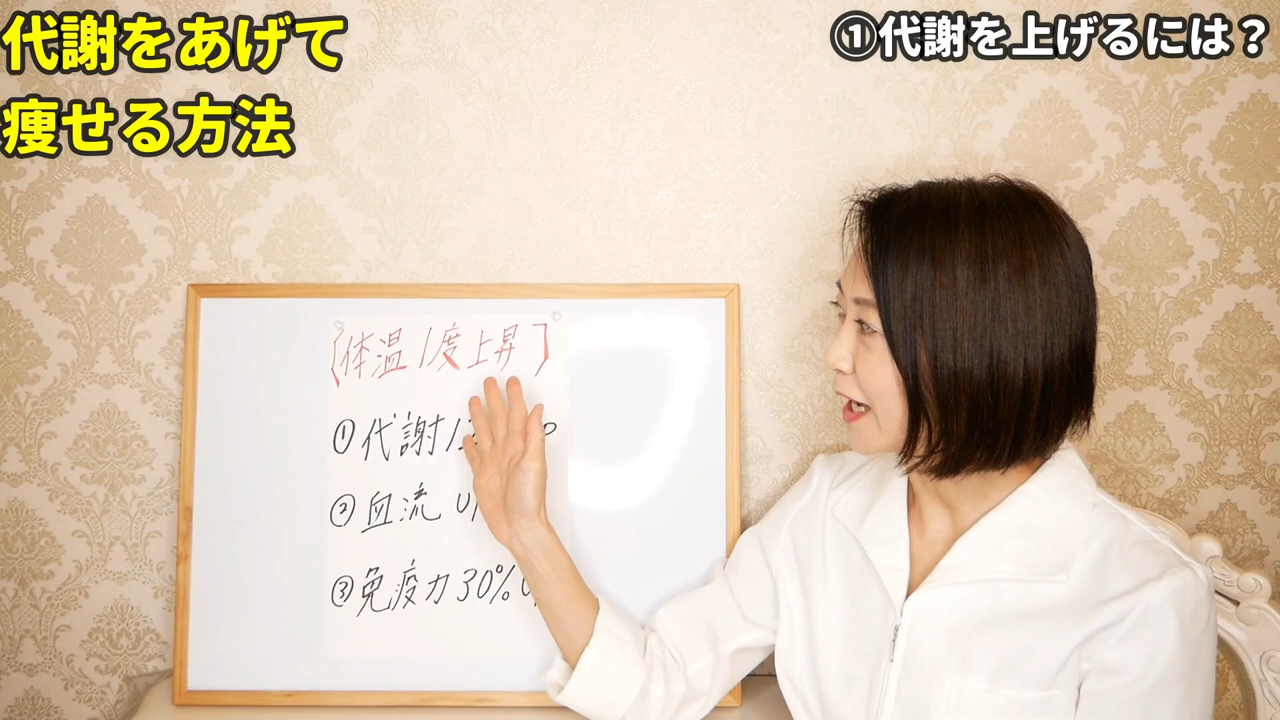 代謝をあげて
痩せる方法
①代謝を上げるには？
〔体温1度上昇〕
①代謝
②血流 UP
③免疫力30%